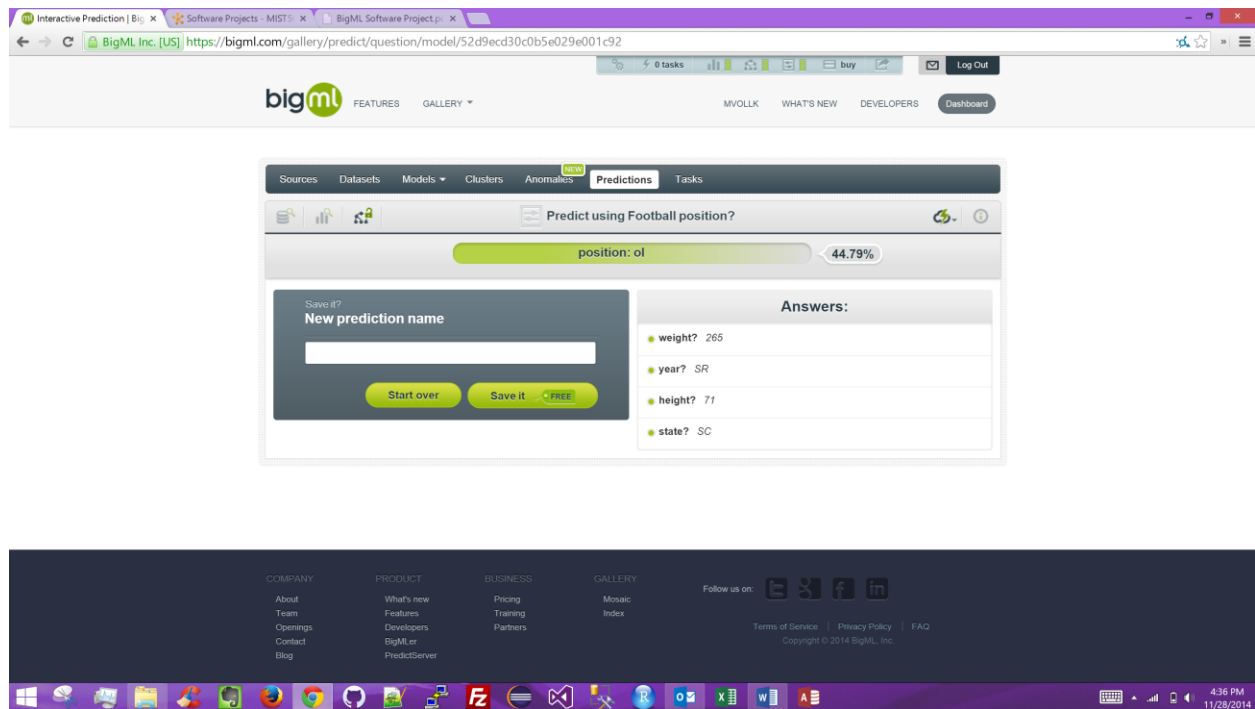 Interactive Prediction | Big
Software Projects - MIST5
BigML Software Project.p
BigML Inc. [US] https://bigml.com/gallery/predict/question/model/52d9ecd30c0b5e029e001c92
0 tasks buy Log Out
bigml FEATURES GALLERY MVOLLK WHAT'S NEW DEVELOPERS Dashboard
NEW
Sources Datasets Models Clusters Anomalies Predictions Tasks
Predict using Football position?
position: ol 44.79%
Save it?
New prediction name
Start over Save it FREE
Answers:
weight? 265
year? SR
height? 71
state? SC
COMPANY PRODUCT BUSINESS GALLERY
About What's new Pricing Mosaic
Team Features Training Index
Openings Developers Partners
Contact BigMLer
Blog PredictServer
Follow us on:
Terms of Service | Privacy Policy | FAQ
Copyright © 2014 BigML, Inc.
4:36 PM
11/28/2014